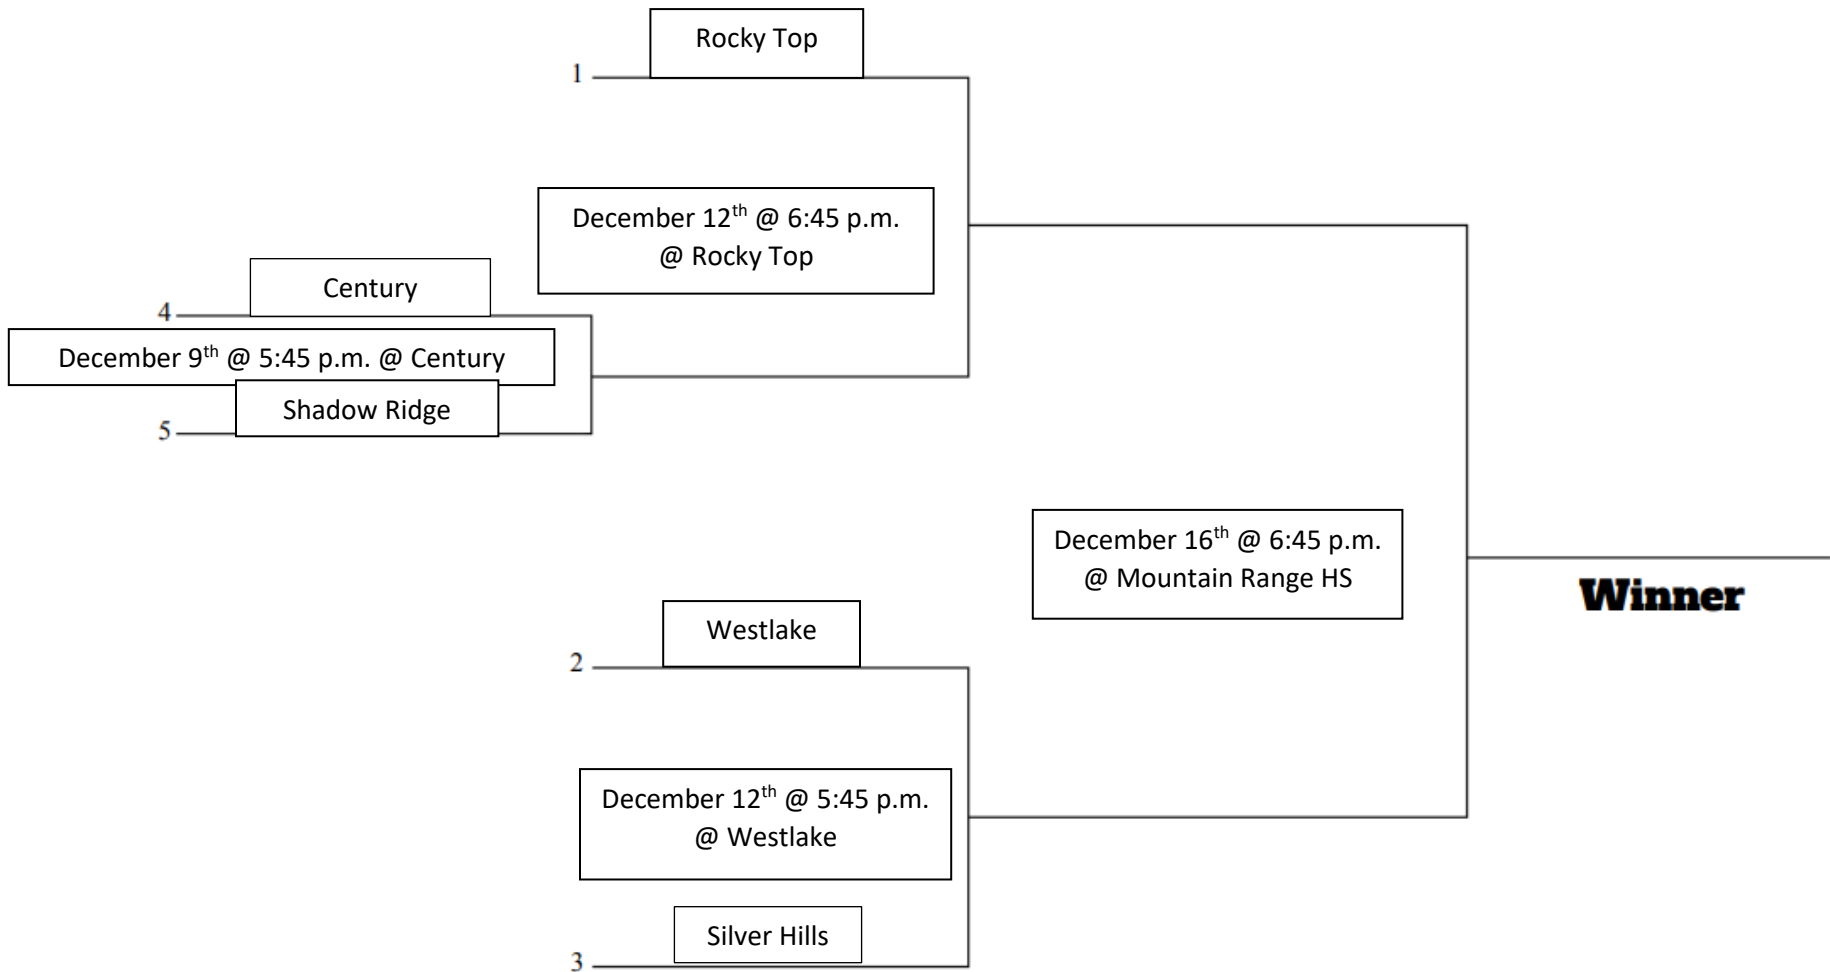 Rocky Top
1
December 12th @ 6:45 p.m.
@ Rocky Top
Century
4
December 9th @ 5:45 p.m. @ Century
Shadow Ridge
5
December 16th @ 6:45 p.m.
@ Mountain Range HS
Winner
Westlake
2
December 12th @ 5:45 p.m.
@ Westlake
Silver Hills
3